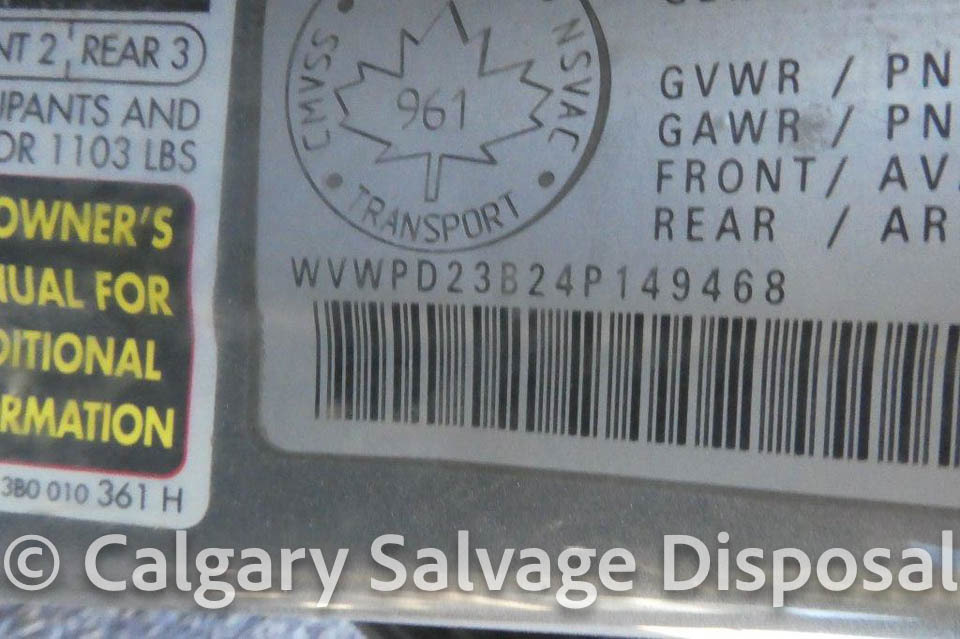 NT 2 REAR 3
UPANTS AND
OR 1103 LBS
OWNER'S
NUAL FOR
DITIONAL
ORMATION
3B0 010 361 H
CMVSS NSVAC
961
TRANSPORT
GVWR / PN
GAWR / PN
FRONT / AV
REAR / AR
WVWPD23B24P149468
© Calgary Salvage Disposal